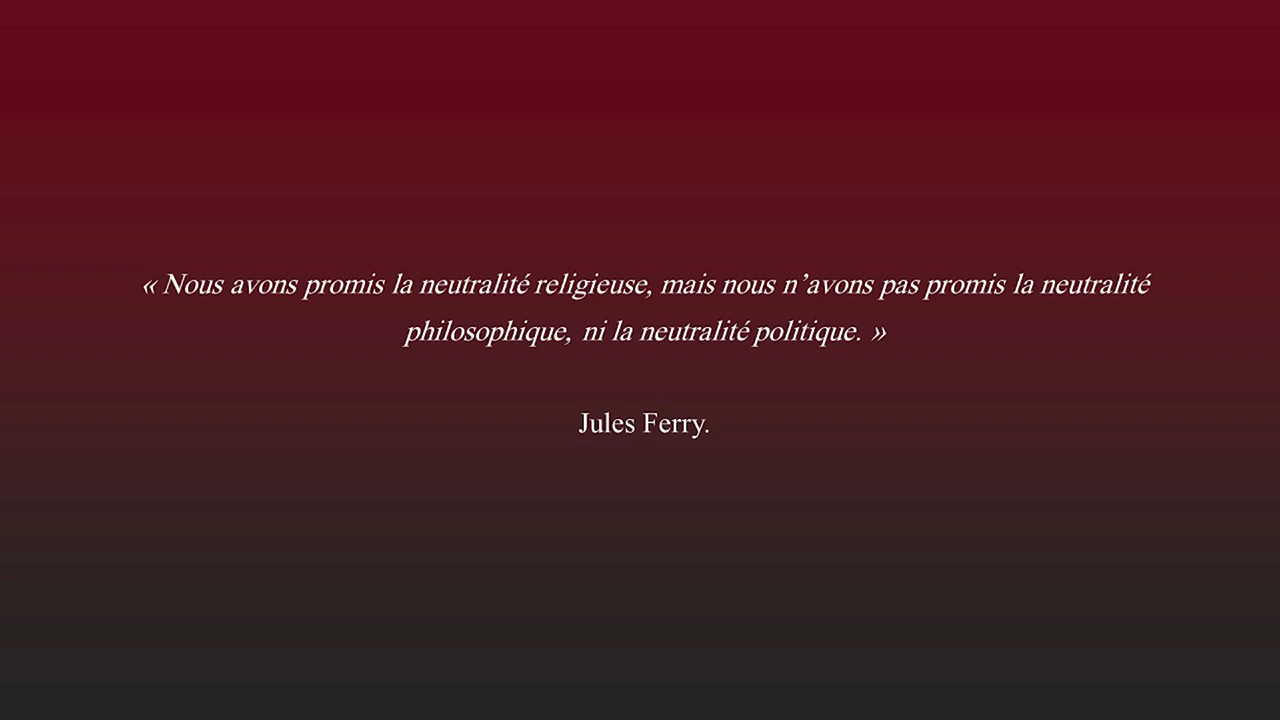 « Nous avons promis la neutralité religieuse, mais nous n’avons pas promis la neutralité
philosophique, ni la neutralité politique. »
Jules Ferry.